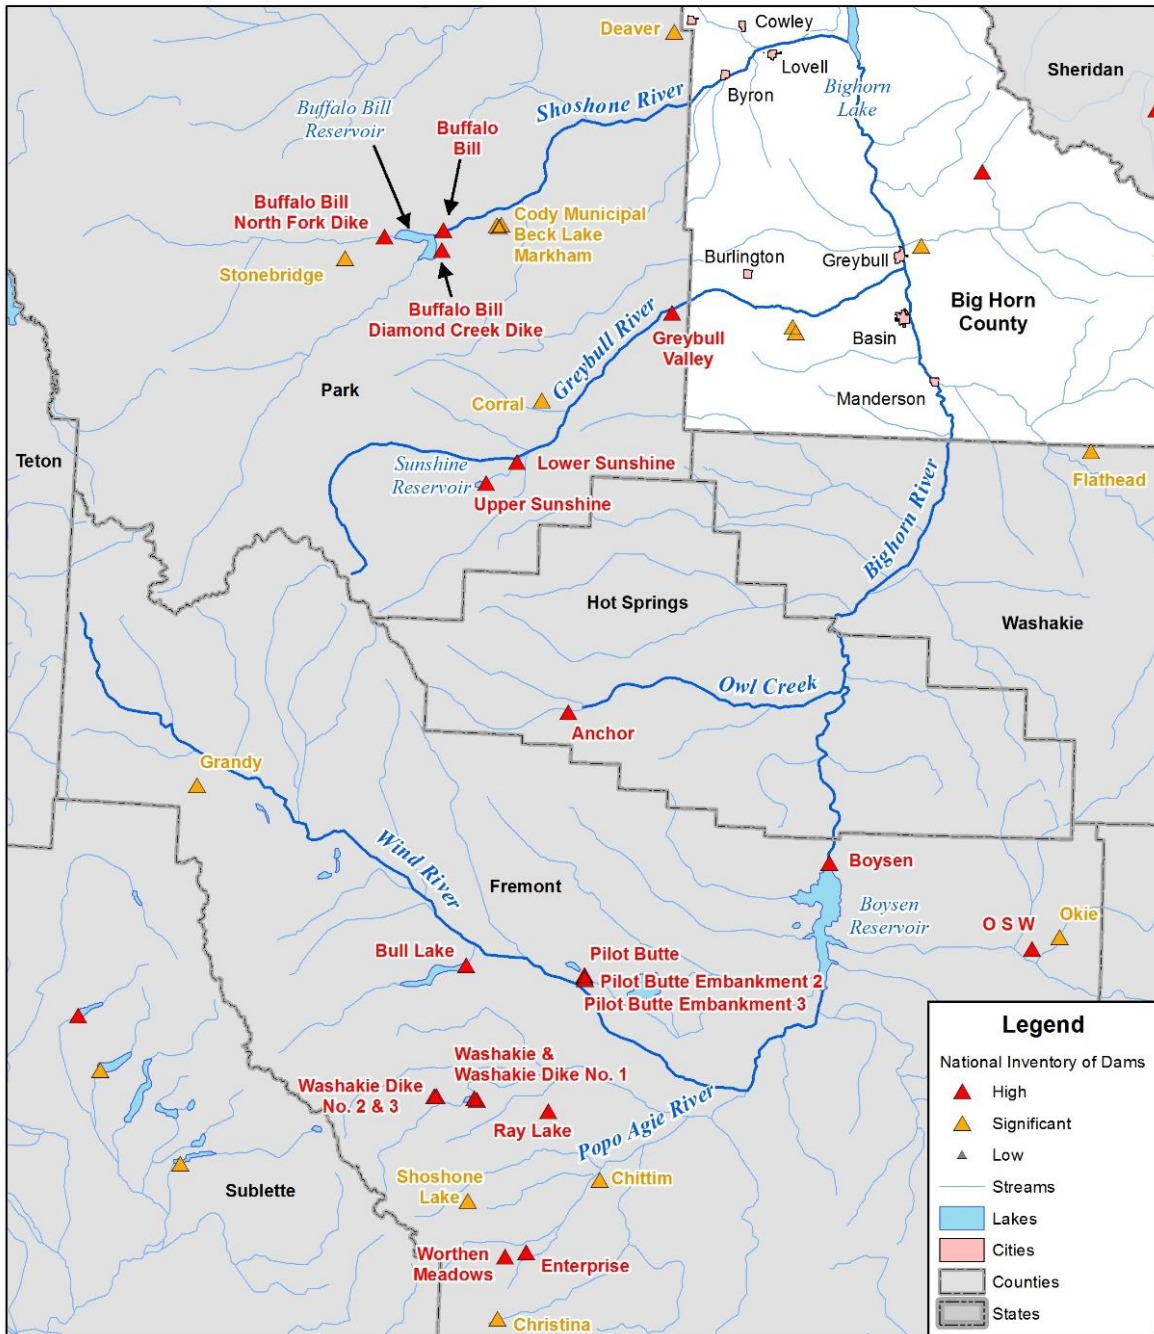 Deaver
Cowley
Lovell
Byron
Bighorn
Lake
Sheridan
Shoshone River
Buffalo Bill
Reservoir
Buffalo
Bill
Buffalo Bill
North Fork Dike
Cody Municipal
Beck Lake
Markham
Stonebridge
Buffalo Bill
Diamond Creek Dike
Burlington
Greybull
Big Horn
County
Greybull River
Greybull
Valley
Basin
Park
Corral
Manderson
Teton
Sunshine
Reservoir
Lower Sunshine
Upper Sunshine
Flathead
Bighorn River
Hot Springs
Washakie
Owl Creek
Anchor
Grandy
Wind River
Boysen
Fremont
Boysen
Reservoir
O S W
Okie
Bull Lake
Pilot Butte
Pilot Butte Embankment 2
Pilot Butte Embankment 3
Washakie &
Washakie Dike No. 1
Washakie Dike
No. 2 & 3
Ray Lake
Popo Agie River
Shoshone
Lake
Chittim
Sublette
Worthen
Meadows
Enterprise
Christina
Legend
National Inventory of Dams
High
Significant
Low
Streams
Lakes
Cities
Counties
States